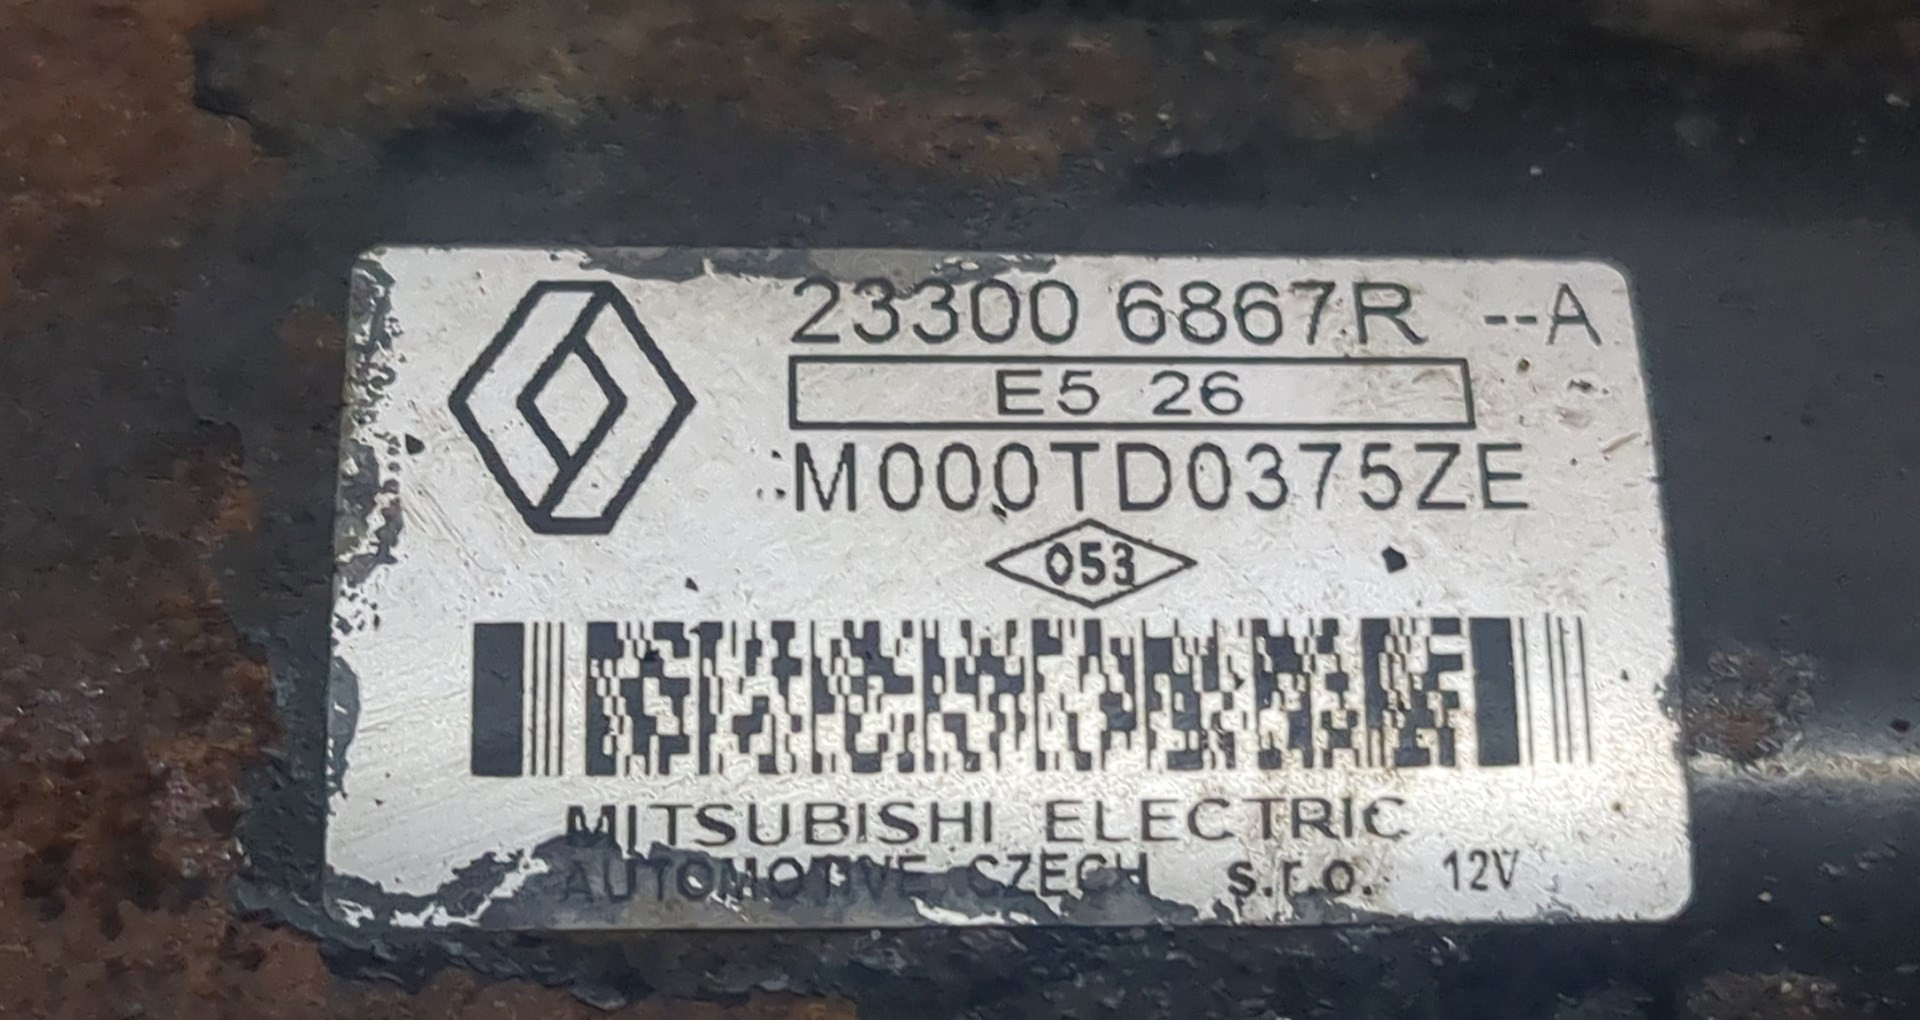 23300 6867R --A
E5 26
M000TD0375ZE
053
MITSUBISHI ELECTRIC
AUTOMOTIVE CZECH s.r.o. 12V